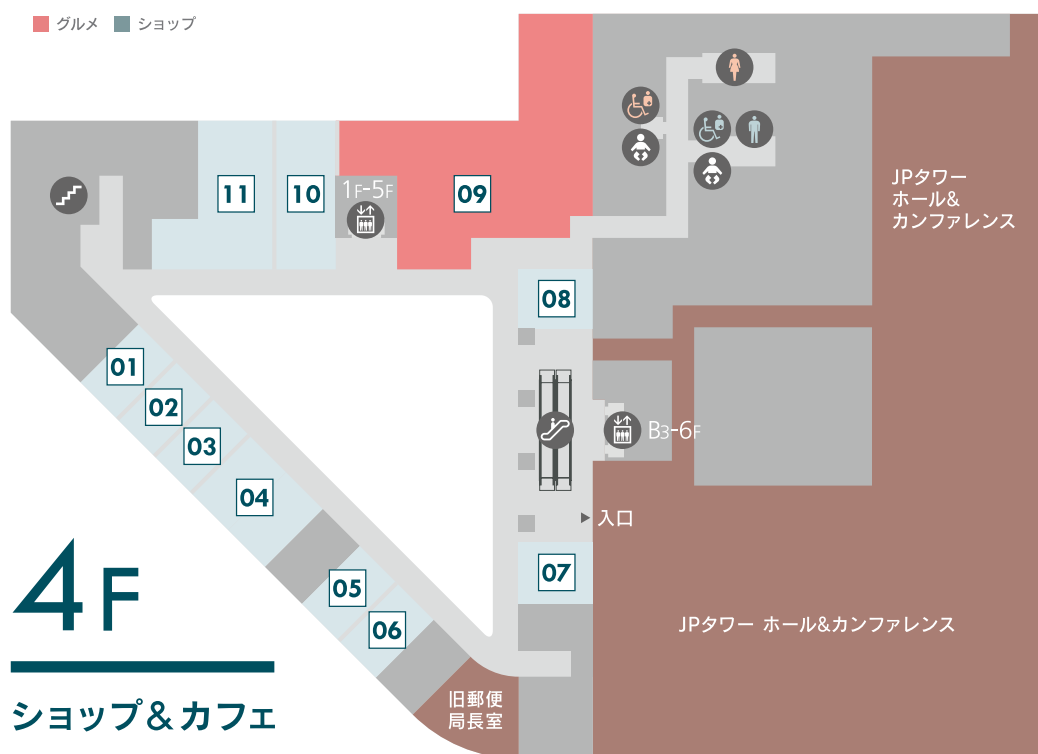 グルメ ショップ
JPタワー
ホール&
カンファレンス
11
10
1F-5F
09
08
01
02
03
04
B3-6F
入口
07
05
06
4F
JPタワー ホール&カンファレンス
旧郵便
局長室
ショップ&カフェ